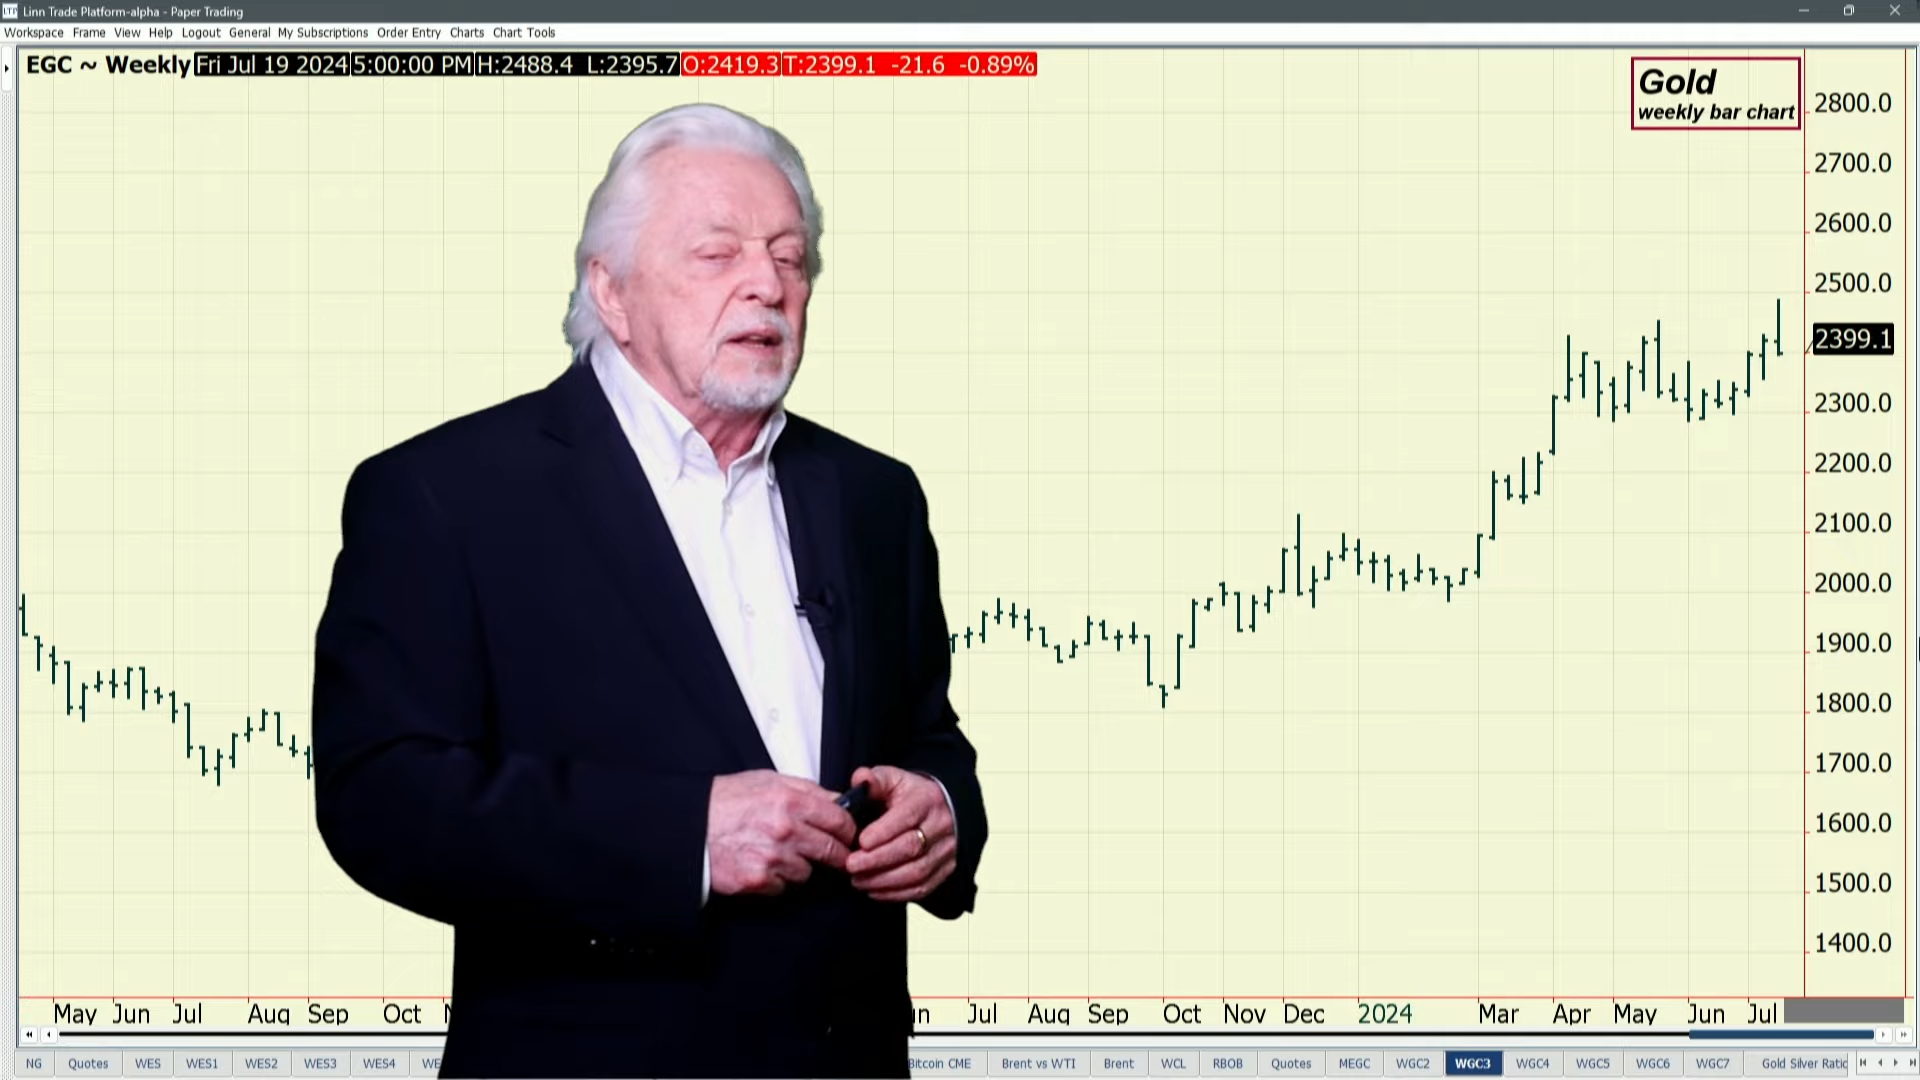 Linn Trade Platform-alpha - Paper Trading
Workspace Frame View Help Logout General My Subscriptions Order Entry Charts Chart Tools
EGC ~ Weekly Fri Jul 19 2024 5:00:00 PM H:2488.4 L:2395.7 O:2419.3 T:2399.1 -21.6 -0.89%
Gold
weekly bar chart
2800.0
2700.0
2600.0
2500.0
2399.1
2300.0
2200.0
2100.0
2000.0
1900.0
1800.0
1700.0
1600.0
1500.0
1400.0
May Jun Jul Aug Sep Oct Jul Aug Sep Oct Nov Dec 2024 Mar Apr May Jun Jul
NG Quotes WES WES1 WES2 WES3 WES4 WE Bitcoin CME Brent vs WTI Brent WCL RBOB Quotes MEGC WGC2 WGC3 WGC4 WGC5 WGC6 WGC7 Gold Silver Ratio